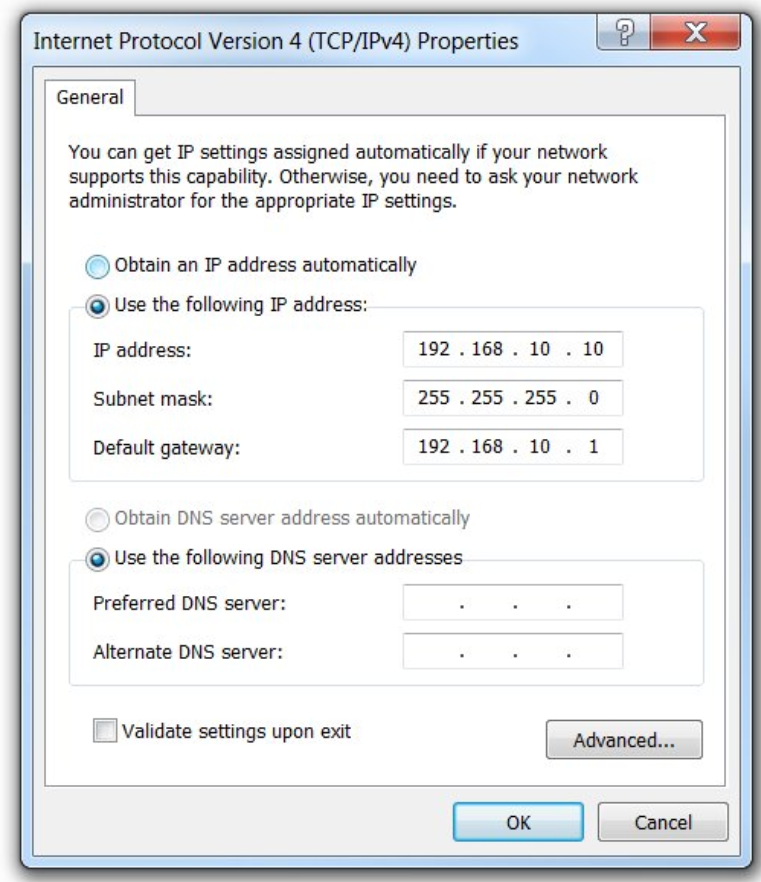 Internet Protocol Version 4 (TCP/IPv4) Properties
General
You can get IP settings assigned automatically if your network
supports this capability. Otherwise, you need to ask your network
administrator for the appropriate IP settings.
Obtain an IP address automatically
Use the following IP address:
IP address: 192 . 168 . 10 . 10
Subnet mask: 255 . 255 . 255 . 0
Default gateway: 192 . 168 . 10 . 1
Obtain DNS server address automatically
Use the following DNS server addresses
Preferred DNS server: . . .
Alternate DNS server: . . .
Validate settings upon exit
Advanced...
OK Cancel